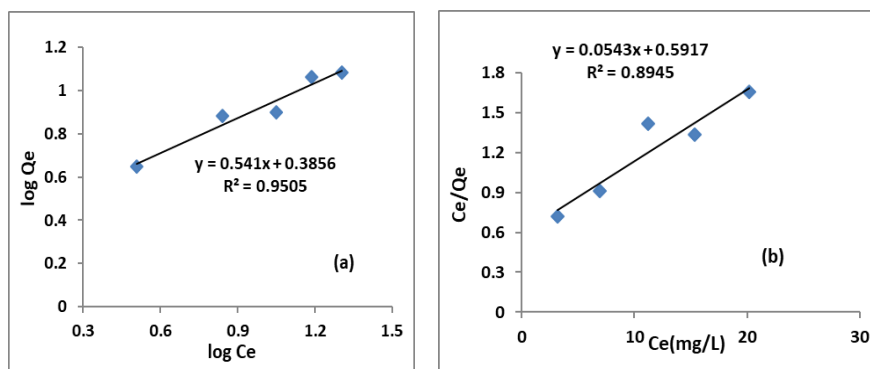 1.2
1
0.8
0.6
0.4
0.2
0
log Qe
y = 0.541x + 0.3856
R² = 0.9505
(a)
0.3 0.6 0.9 1.2 1.5
log Ce
y = 0.0543x + 0.5917
R² = 0.8945
1.8
1.5
1.2
0.9
0.6
0.3
0
Ce/Qe
(b)
0 10 20 30
Ce(mg/L)